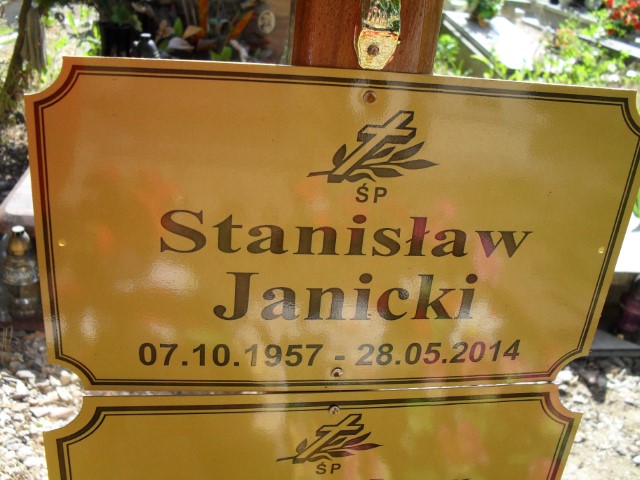 ŚP
Stanisław
Janicki
07.10.1957 - 28.05.2014
ŚP